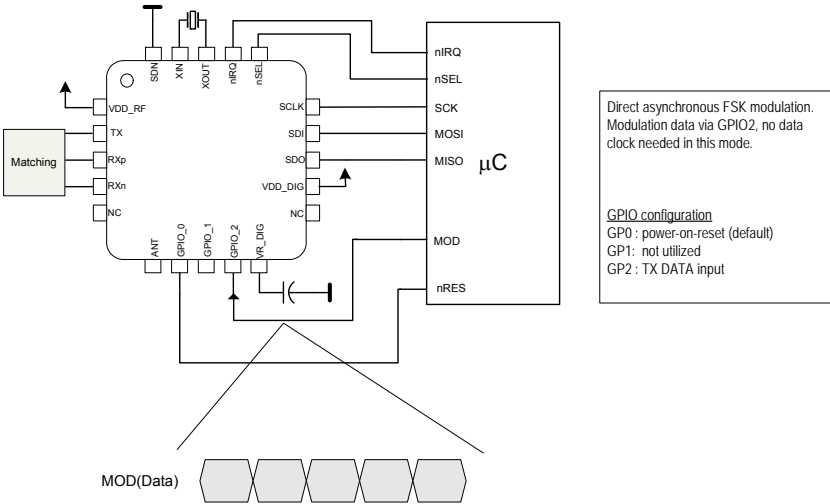 SDN
XIN
XOUT
nIRQ
nSEL
VDD_RF
TX
RXp
RXn
NC
Matching
SCLK
SDI
SDO
VDD_DIG
NC
ANT
GPIO_0
GPIO_1
GPIO_2
VR_DIG
nIRQ
nSEL
SCK
MOSI
MISO
μC
MOD
nRES
Direct asynchronous FSK modulation.
Modulation data via GPIO2, no data
clock needed in this mode.
GPIO configuration
GP0 : power-on-reset (default)
GP1: not utilized
GP2 : TX DATA input
MOD(Data)